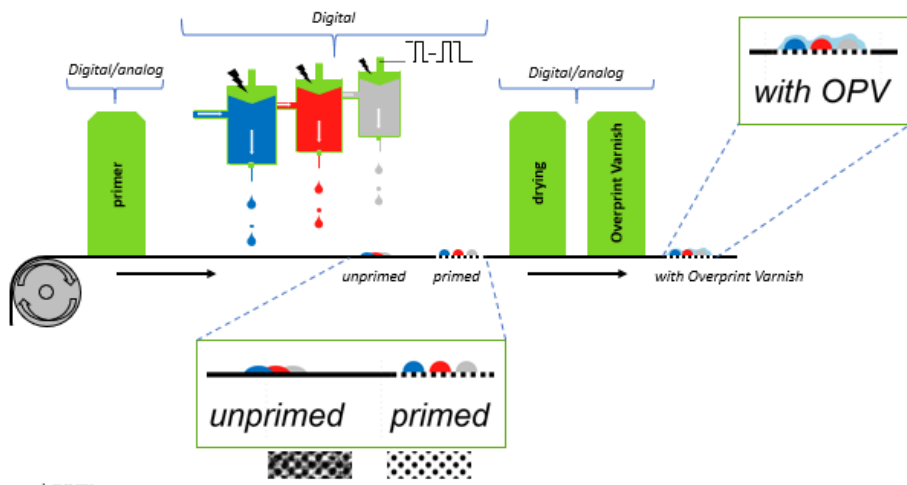 Digital
Digital/analog
Digital/analog
with OPV
primer
drying
Overprint Varnish
unprimed
primed
with Overprint Varnish
unprimed
primed